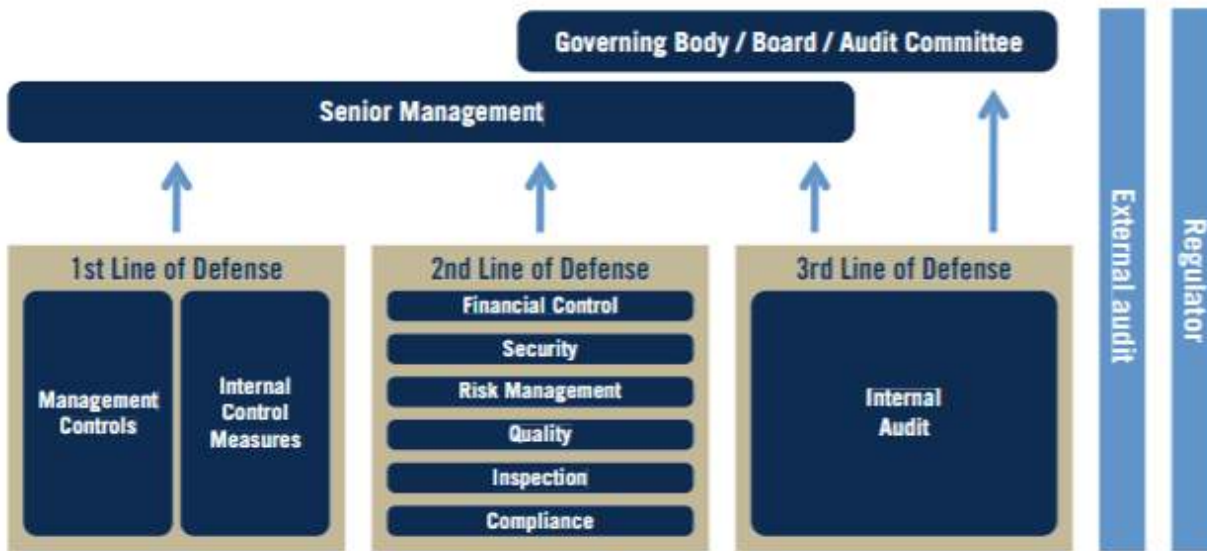 Governing Body / Board / Audit Committee
Senior Management
1st Line of Defense
Management
Controls
Internal
Control
Measures
2nd Line of Defense
Financial Control
Security
Risk Management
Quality
Inspection
Compliance
3rd Line of Defense
Internal
Audit
External audit
Regulator